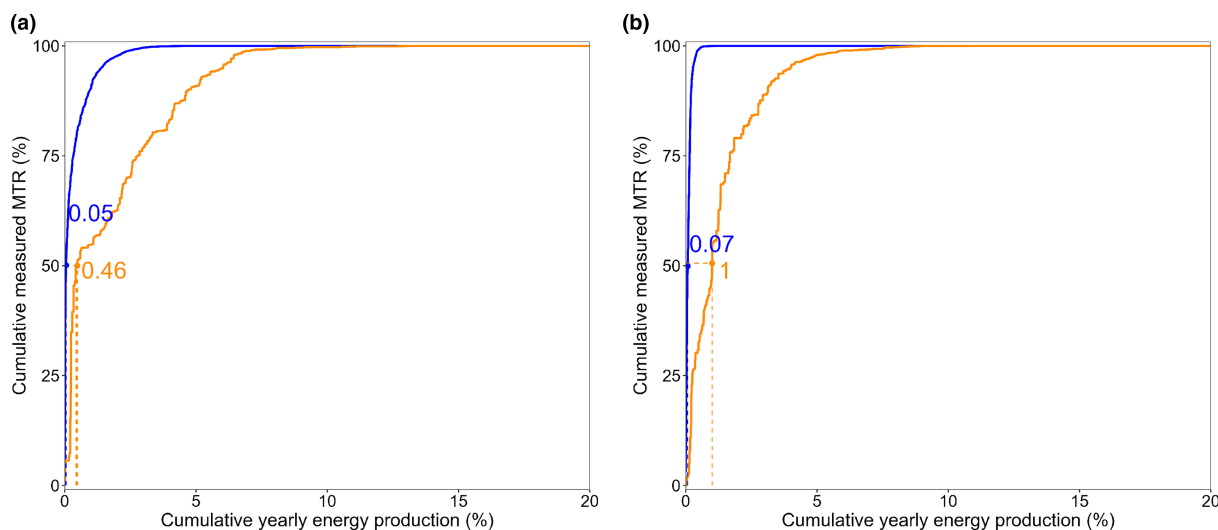 (a)
Cumulative measured MTR (%)
100
75
50
25
0
0.05
0.46
0 5 10 15 20
Cumulative yearly energy production (%)
(b)
Cumulative measured MTR (%)
100
75
50
25
0
0.07
1
0 5 10 15 20
Cumulative yearly energy production (%)